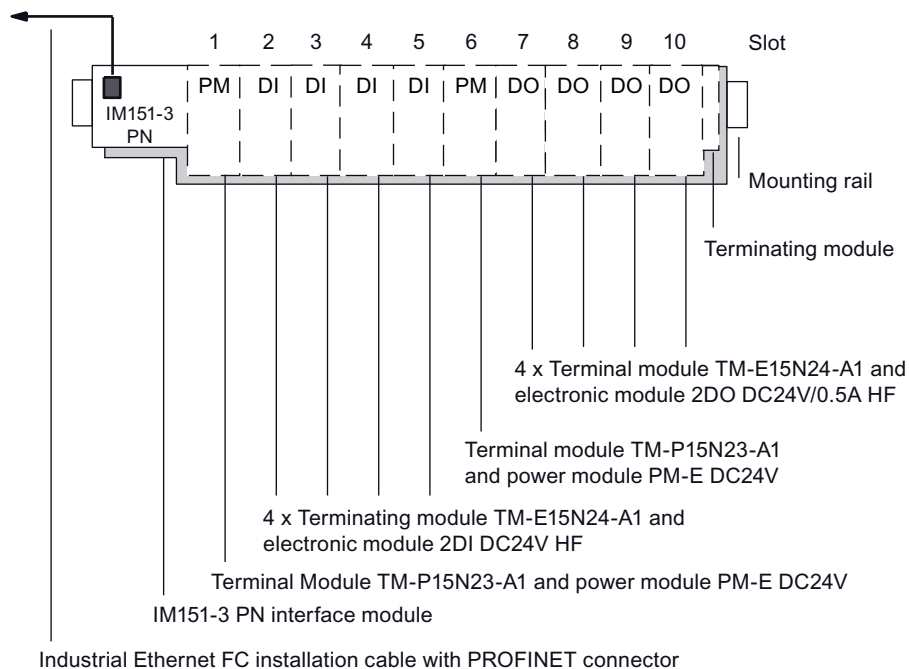 1 2 3 4 5 6 7 8 9 10 Slot
PM DI DI DI DI PM DO DO DO DO
IM151-3
PN
Mounting rail
Terminating module
4 x Terminal module TM-E15N24-A1 and
electronic module 2DO DC24V/0.5A HF
Terminal module TM-P15N23-A1
and power module PM-E DC24V
4 x Terminating module TM-E15N24-A1 and
electronic module 2DI DC24V HF
Terminal Module TM-P15N23-A1 and power module PM-E DC24V
IM151-3 PN interface module
Industrial Ethernet FC installation cable with PROFINET connector